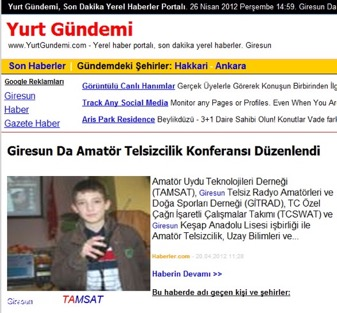 Yurt Gündemi, Son Dakika Yerel Haberler Portalı. 26 Nisan 2012 Perşembe 14:59. Giresun Da
Yurt Gündemi
www.YurtGundemi.com - Yerel haber portalı, son dakika yerel haberler. Giresun
Son Haberler | Gündemdeki Şehirler: Hakkari - Ankara
Google Reklamları
Giresun
Haber
Gazete Haber
Görüntülü Canlı Hanımlar Gerçek Üyelerle Görerek Konuşun Birbirinden İlg
Track Any Social Media Monitor any Pages or Profiles. Even When You Are
Aris Park Residence Beylikdüzü - 3+1 Daire Sahibi Olun! Konutlar Vade fark
Giresun Da Amatör Telsizcilik Konferansı Düzenlendi
Amatör Uydu Teknolojileri Derneği
(TAMSAT), Giresun Telsiz Radyo Amatörleri ve
Doğa Sporları Derneği (GİTRAD), TC Özel
Çağrı İşaretli Çalışmalar Takımı (TCSWAT) ve
Giresun Keşap Anadolu Lisesi işbirliği ile
Amatör Telsizcilik, Uzay Bilimleri ve...
Haberler.com - 26.04.2012 11:28
Haberin Devamı >>
Bu haberde adı geçen kişi ve şehirler:
Giresun TAMSAT